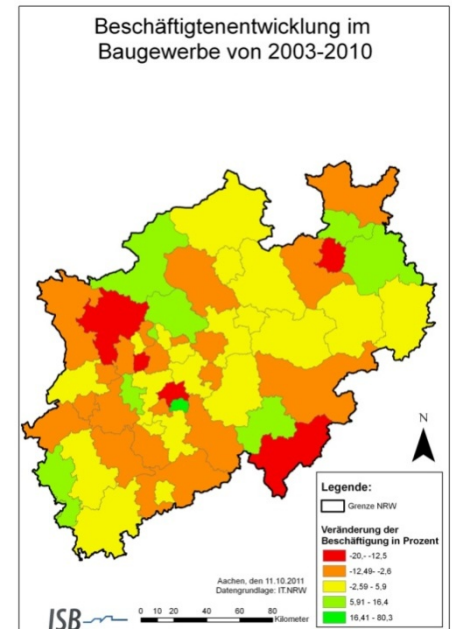 Beschäftigtenentwicklung im
Baugewerbe von 2003-2010
N
Legende:
Grenze NRW
Veränderung der
Beschäftigung in Prozent
-20,- -12,5
-12,49- -2,6
-2,59 - 5,9
5,91 - 16,4
16,41 - 80,3
Aachen, den 11.10.2011
Datengrundlage: IT.NRW
ISB
0 10 20 40 60 80
Kilometer